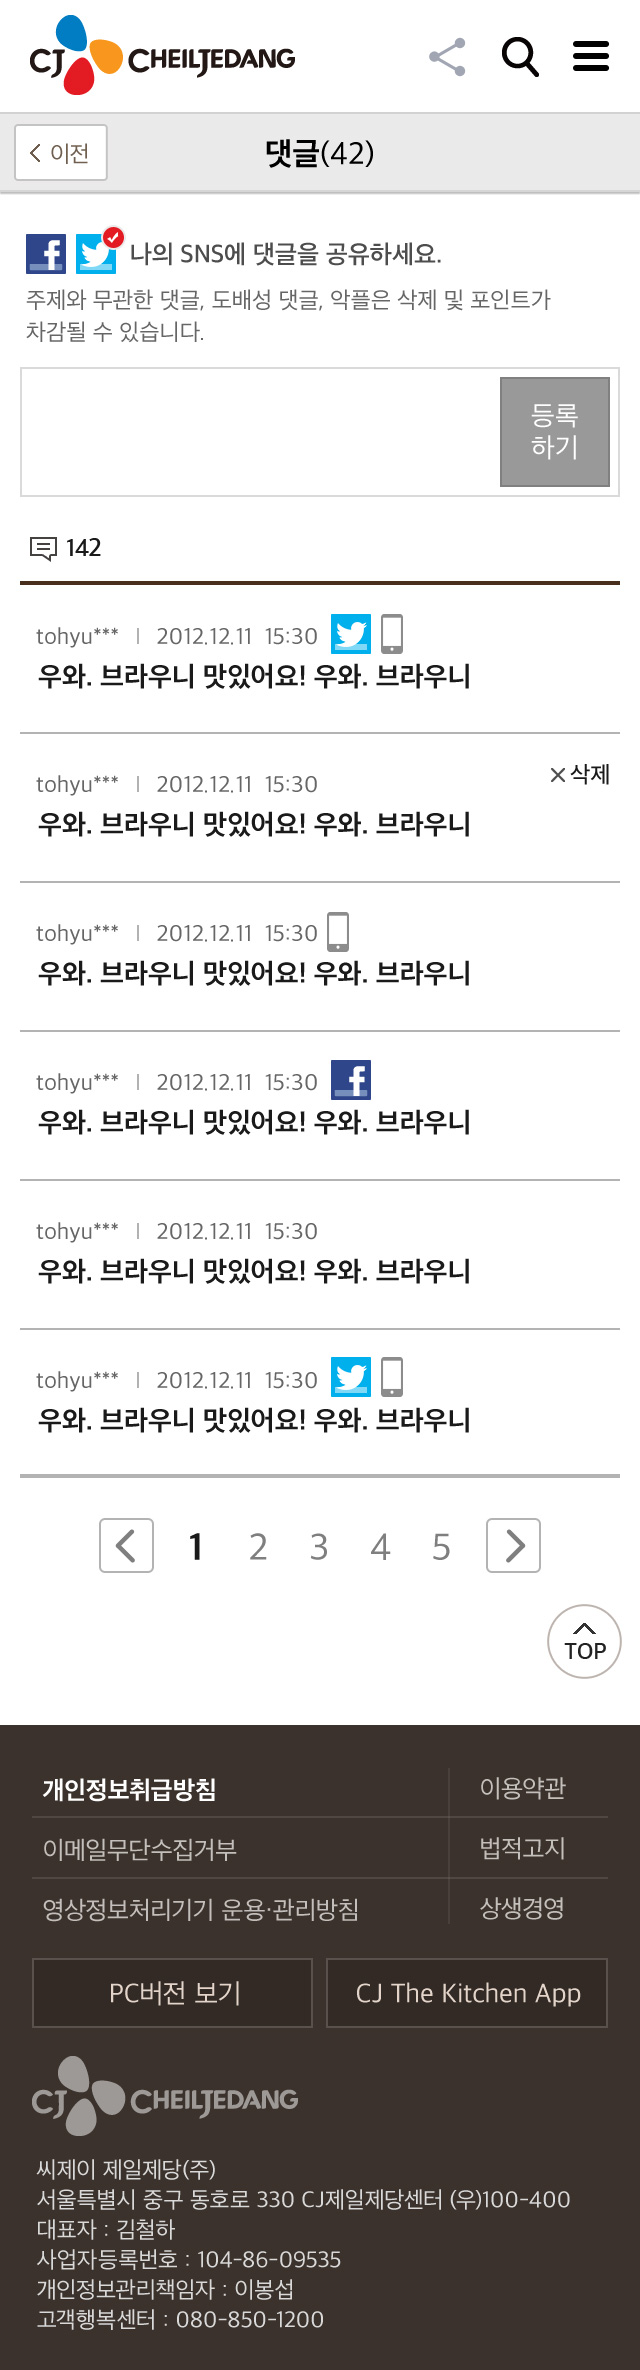 CJ CHEILJEDANG
이전
댓글(42)
나의 SNS에 댓글을 공유하세요.
주제와 무관한 댓글, 도배성 댓글, 악플은 삭제 및 포인트가
차감될 수 있습니다.
등록
하기
142
tohyu*** | 2012.12.11 15:30
우와. 브라우니 맛있어요! 우와. 브라우니
tohyu*** | 2012.12.11 15:30
삭제
우와. 브라우니 맛있어요! 우와. 브라우니
tohyu*** | 2012.12.11 15:30
우와. 브라우니 맛있어요! 우와. 브라우니
tohyu*** | 2012.12.11 15:30
우와. 브라우니 맛있어요! 우와. 브라우니
tohyu*** | 2012.12.11 15:30
우와. 브라우니 맛있어요! 우와. 브라우니
tohyu*** | 2012.12.11 15:30
우와. 브라우니 맛있어요! 우와. 브라우니
1 2 3 4 5
TOP
개인정보취급방침 이용약관
이메일무단수집거부 법적고지
영상정보처리기기 운용·관리방침 상생경영
PC버전 보기 CJ The Kitchen App
CJ CHEILJEDANG
씨제이 제일제당(주)
서울특별시 중구 동호로 330 CJ제일제당센터 (우)100-400
대표자 : 김철하
사업자등록번호 : 104-86-09535
개인정보관리책임자 : 이봉섭
고객행복센터 : 080-850-1200